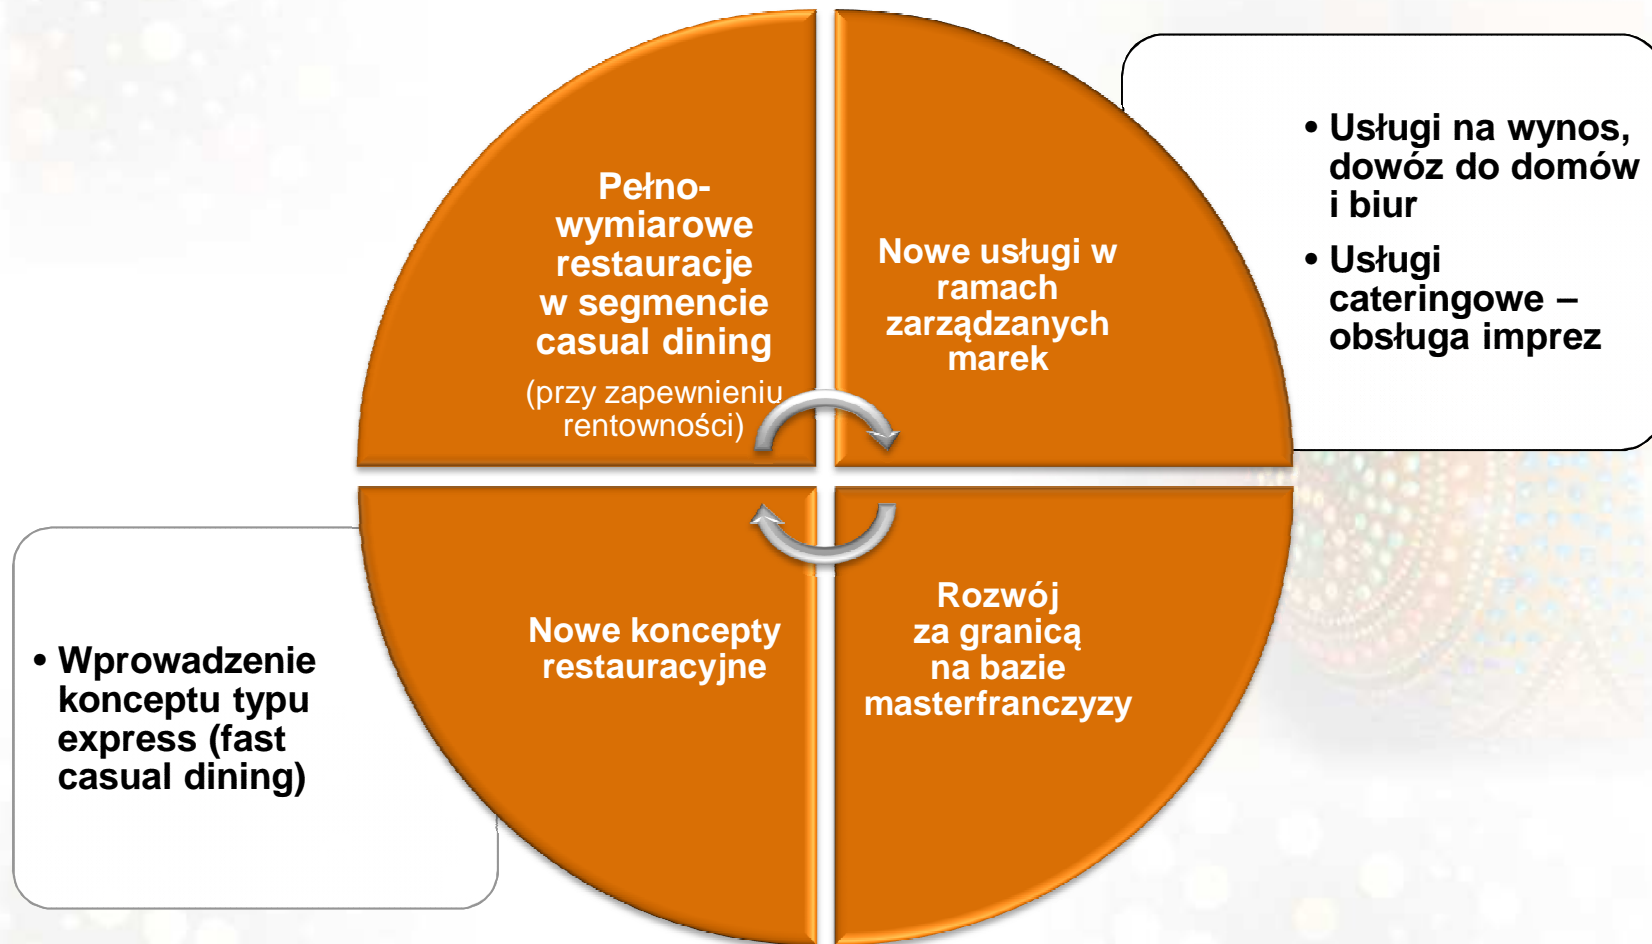 Pełno-
wymiarowe
restauracje
w segmencie
casual dining
(przy zapewnieniu
rentowności)
Nowe usługi w
ramach
zarządzanych
marek
• Usługi na wynos,
dowóz do domów
i biur
• Usługi
cateringowe –
obsługa imprez
• Wprowadzenie
konceptu typu
express (fast
casual dining)
Nowe koncepty
restauracyjne
Rozwój
za granicą
na bazie
masterfranczyzy